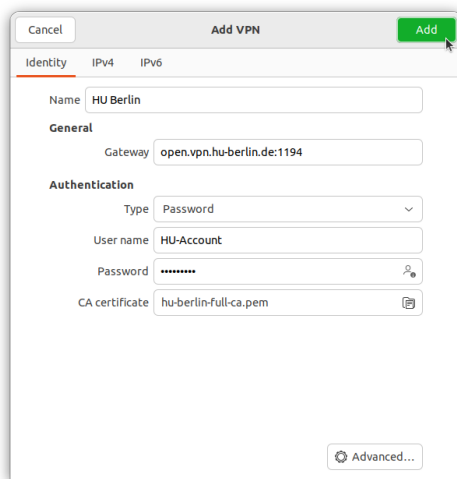 Cancel Add VPN Add
Identity IPv4 IPv6
Name HU Berlin
General
Gateway open.vpn.hu-berlin.de:1194
Authentication
Type Password
User name HU-Account
Password •••••••••
CA certificate hu-berlin-full-ca.pem
Advanced...